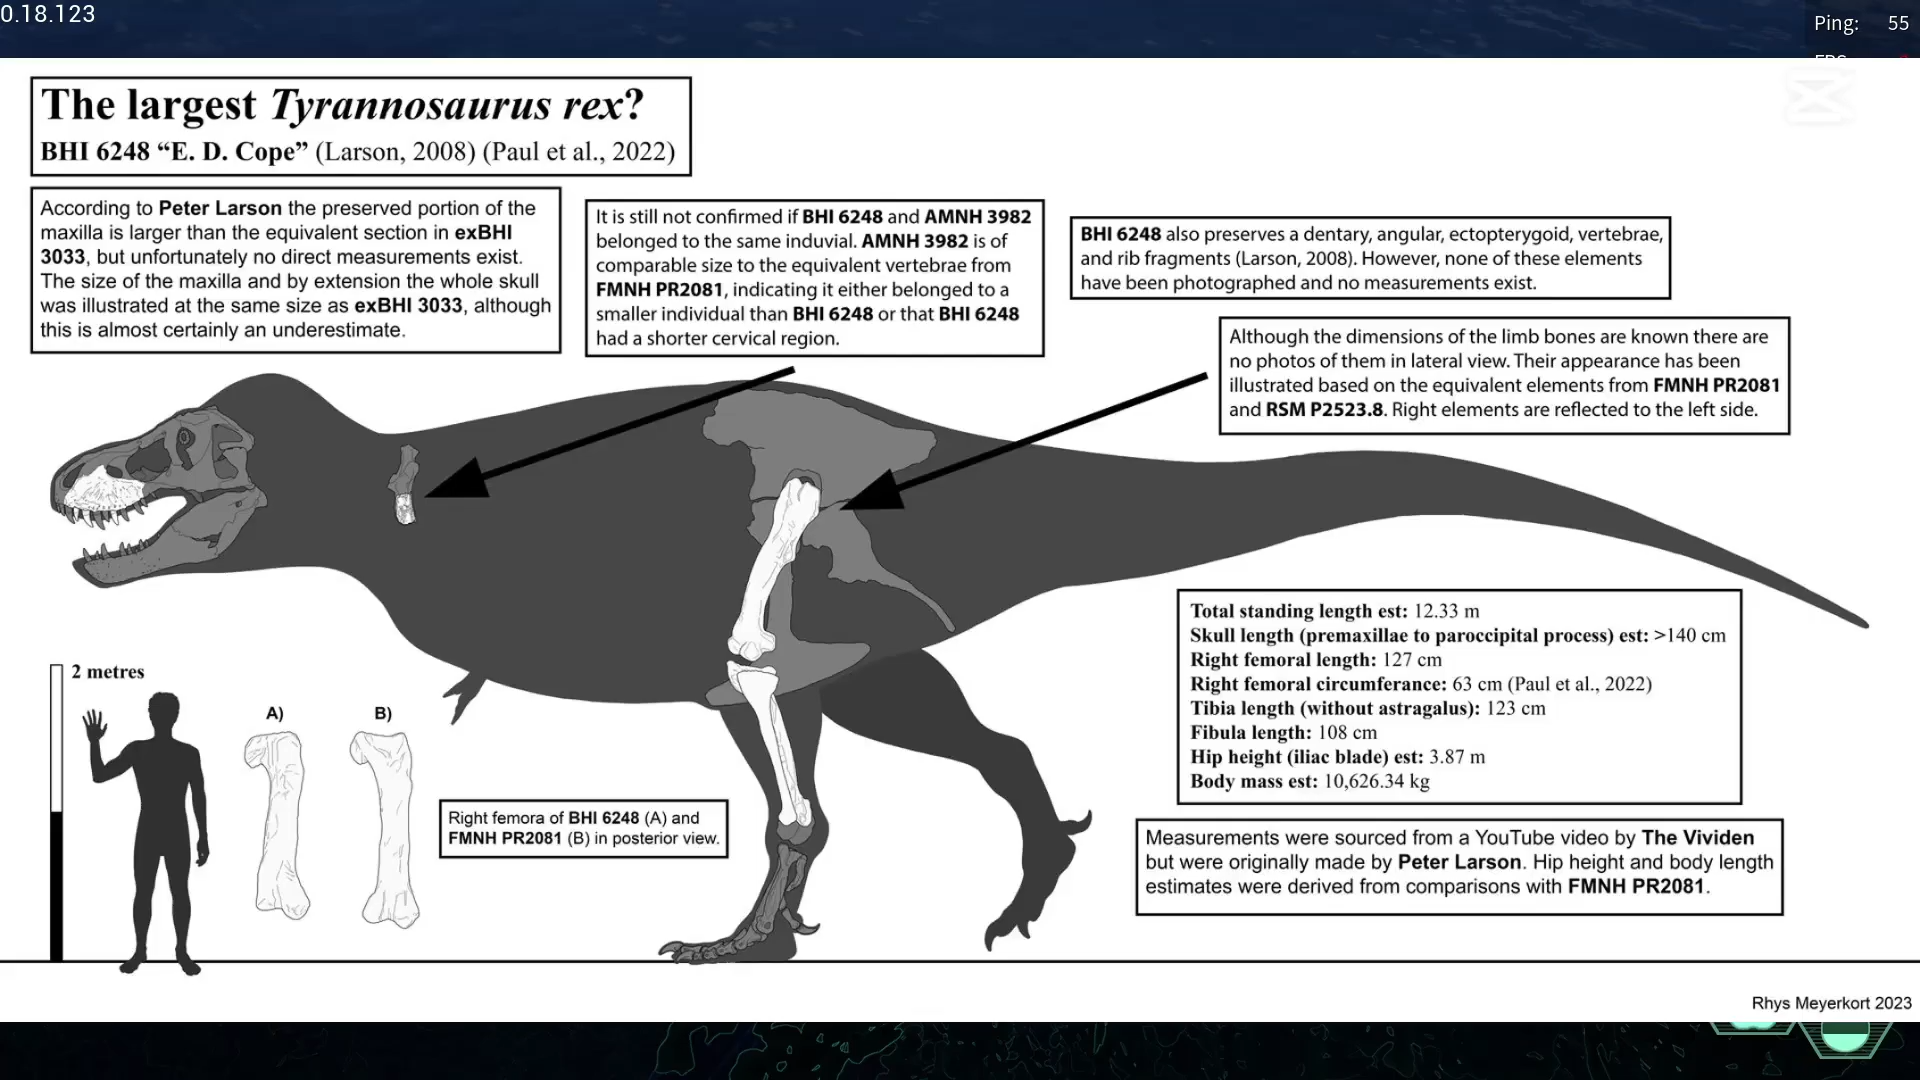 0.18.123
Ping: 55
The largest Tyrannosaurus rex?
BHI 6248 “E. D. Cope” (Larson, 2008) (Paul et al., 2022)
According to Peter Larson the preserved portion of the
maxilla is larger than the equivalent section in exBHI
3033, but unfortunately no direct measurements exist.
The size of the maxilla and by extension the whole skull
was illustrated at the same size as exBHI 3033, although
this is almost certainly an underestimate.
It is still not confirmed if BHI 6248 and AMNH 3982
belonged to the same induvial. AMNH 3982 is of
comparable size to the equivalent vertebrae from
FMNH PR2081, indicating it either belonged to a
smaller individual than BHI 6248 or that BHI 6248
had a shorter cervical region.
BHI 6248 also preserves a dentary, angular, ectopterygoid, vertebrae,
and rib fragments (Larson, 2008). However, none of these elements
have been photographed and no measurements exist.
Although the dimensions of the limb bones are known there are
no photos of them in lateral view. Their appearance has been
illustrated based on the equivalent elements from FMNH PR2081
and RSM P2523.8. Right elements are reflected to the left side.
2 metres
A)
B)
Right femora of BHI 6248 (A) and
FMNH PR2081 (B) in posterior view.
Total standing length est: 12.33 m
Skull length (premaxillae to paroccipital process) est: >140 cm
Right femoral length: 127 cm
Right femoral circumferance: 63 cm (Paul et al., 2022)
Tibia length (without astragalus): 123 cm
Fibula length: 108 cm
Hip height (iliac blade) est: 3.87 m
Body mass est: 10,626.34 kg
Measurements were sourced from a YouTube video by The Vividen
but were originally made by Peter Larson. Hip height and body length
estimates were derived from comparisons with FMNH PR2081.
Rhys Meyerkort 2023